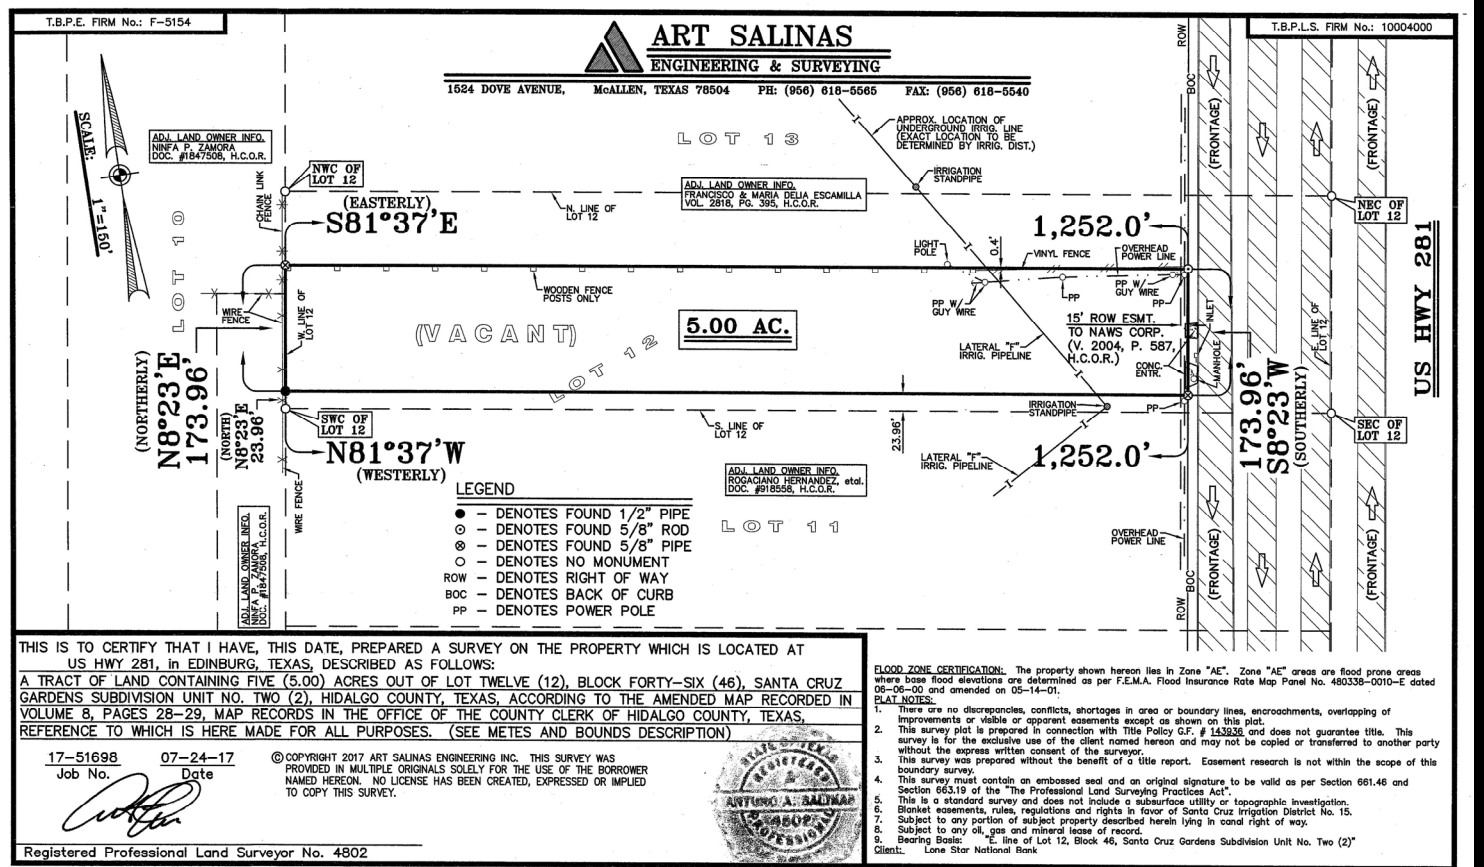 T.B.P.E. FIRM No.: F-5154
T.B.P.L.S. FIRM No.: 10004000
ART SALINAS
ENGINEERING & SURVEYING
1524 DOVE AVENUE, McALLEN, TEXAS 78504 PH: (956) 618-5565 FAX: (956) 618-5540
SCALE:
1"=150'
ADJ. LAND OWNER INFO.
NINFA P. ZAMORA
DOC. #1847508, H.C.O.R.
LOT 10
CHAIN LINK
FENCE
NWC OF
LOT 12
(EASTERLY)
S81°37'E
N. LINE OF
LOT 12
LOT 13
ADJ. LAND OWNER INFO.
FRANCISCO & MARIA DELIA ESCAMILLA
VOL. 2818, PG. 395, H.C.O.R.
APPROX. LOCATION OF
UNDERGROUND IRRIG. LINE
(EXACT LOCATION TO BE
DETERMINED BY IRRIG. DIST.)
IRRIGATION
STANDPIPE
1,252.0'
LIGHT
POLE
0.4'
VINYL FENCE
OVERHEAD
POWER LINE
ROW
BOC
(FRONTAGE)
(FRONTAGE)
NEC OF
LOT 12
US HWY 281
WIRE
FENCE
W. LINE OF
LOT 12
WOODEN FENCE
POSTS ONLY
(VACANT)
LOT 12
5.00 AC.
PP W/
GUY WIRE
PP
PP W/
GUY WIRE
PP
15' ROW ESMT.
TO NAWS CORP.
(V. 2004, P. 587,
H.C.O.R.)
LATERAL "F"
IRRIG. PIPELINE
CONC.
ENTR.
INLET
MANHOLE
E. LINE OF
LOT 12
(NORTHERLY)
N8°23'E
173.96'
(NORTH)
N8°23'E
23.96'
SWC OF
LOT 12
N81°37'W
(WESTERLY)
S. LINE OF
LOT 12
23.96'
IRRIGATION
STANDPIPE
PP
173.96'
S8°23'W
(SOUTHERLY)
SEC OF
LOT 12
LATERAL "F"
IRRIG. PIPELINE
1,252.0'
WIRE FENCE
ADJ. LAND OWNER INFO.
NINFA P. ZAMORA
DOC. #1847508, H.C.O.R.
ADJ. LAND OWNER INFO.
ROGACIANO HERNANDEZ, etal.
DOC. #918558, H.C.O.R.
LOT 11
OVERHEAD
POWER LINE
ROW
BOC
(FRONTAGE)
(FRONTAGE)
LEGEND
- DENOTES FOUND 1/2" PIPE
- DENOTES FOUND 5/8" ROD
- DENOTES FOUND 5/8" PIPE
- DENOTES NO MONUMENT
ROW - DENOTES RIGHT OF WAY
BOC - DENOTES BACK OF CURB
PP - DENOTES POWER POLE
THIS IS TO CERTIFY THAT I HAVE, THIS DATE, PREPARED A SURVEY ON THE PROPERTY WHICH IS LOCATED AT
US HWY 281, in EDINBURG, TEXAS, DESCRIBED AS FOLLOWS:
A TRACT OF LAND CONTAINING FIVE (5.00) ACRES OUT OF LOT TWELVE (12), BLOCK FORTY-SIX (46), SANTA CRUZ
GARDENS SUBDIVISION UNIT NO. TWO (2), HIDALGO COUNTY, TEXAS, ACCORDING TO THE AMENDED MAP RECORDED IN
VOLUME 8, PAGES 28-29, MAP RECORDS IN THE OFFICE OF THE COUNTY CLERK OF HIDALGO COUNTY, TEXAS,
REFERENCE TO WHICH IS HERE MADE FOR ALL PURPOSES. (SEE METES AND BOUNDS DESCRIPTION)
17-51698
Job No.
07-24-17
Date
© COPYRIGHT 2017 ART SALINAS ENGINEERING INC. THIS SURVEY WAS
PROVIDED IN MULTIPLE ORIGINALS SOLELY FOR THE USE OF THE BORROWER
NAMED HEREON. NO LICENSE HAS BEEN CREATED, EXPRESSED OR IMPLIED
TO COPY THIS SURVEY.
STATE OF TEXAS
REGISTERED
ARTURO A. SALINAS
4802
PROFESSIONAL
Registered Professional Land Surveyor No. 4802
FLOOD ZONE CERTIFICATION: The property shown hereon lies in Zone "AE". Zone "AE" areas are flood prone areas
where base flood elevations are determined as per F.E.M.A. Flood Insurance Rate Map Panel No. 480338-0010-E dated
06-06-00 and amended on 05-14-01.
PLAT NOTES:
1. There are no discrepancies, conflicts, shortages in area or boundary lines, encroachments, overlapping of
improvements or visible or apparent easements except as shown on this plat.
2. This survey plat is prepared in connection with Title Policy G.F. # 143936 and does not guarantee title. This
survey is for the exclusive use of the client named hereon and may not be copied or transferred to another party
without the express written consent of the surveyor.
3. This survey was prepared without the benefit of a title report. Easement research is not within the scope of this
boundary survey.
4. This survey must contain an embossed seal and an original signature to be valid as per Section 661.46 and
Section 663.19 of the "The Professional Land Surveying Practices Act".
5. This is a standard survey and does not include a subsurface utility or topographic investigation.
6. Blanket easements, rules, regulations and rights in favor of Santa Cruz Irrigation District No. 15.
7. Subject to any portion of subject property described herein lying in canal right of way.
8. Subject to any oil, gas and mineral lease of record.
9. Bearing Basis: "E. line of Lot 12, Block 46, Santa Cruz Gardens Subdivision Unit No. Two (2)"
Client: Lone Star National Bank